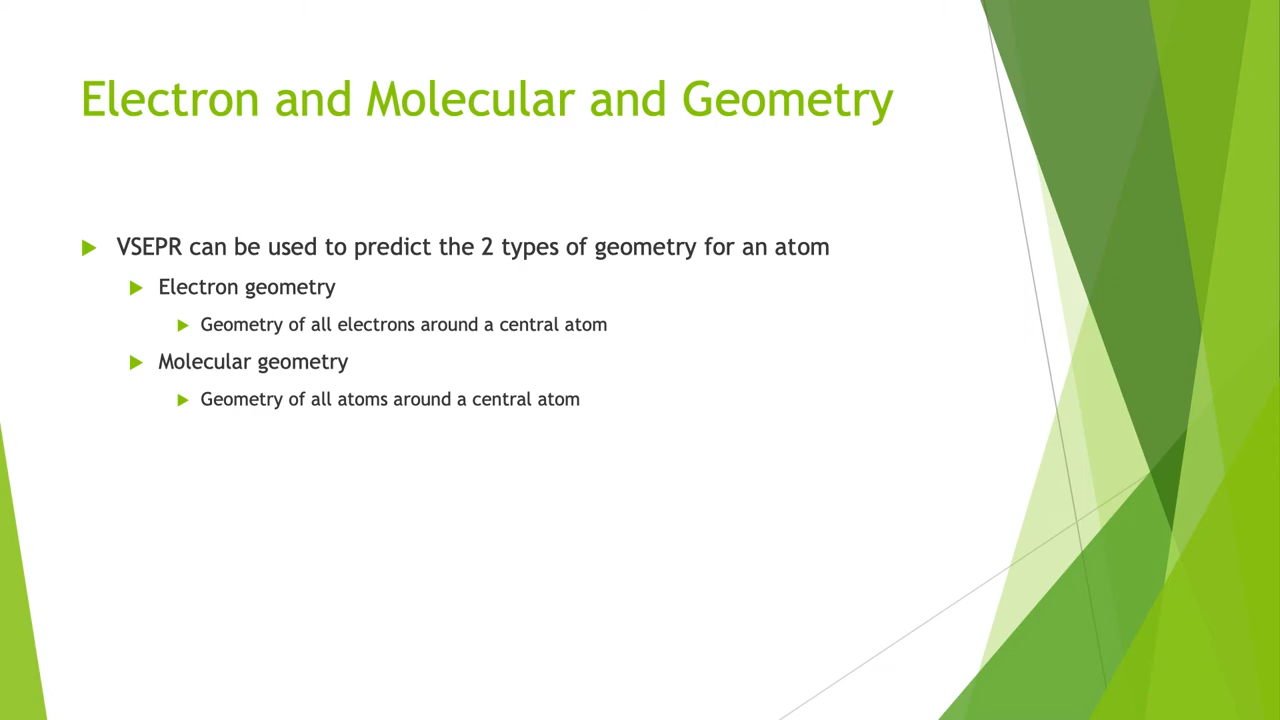 Electron and Molecular and Geometry
VSEPR can be used to predict the 2 types of geometry for an atom
Electron geometry
Geometry of all electrons around a central atom
Molecular geometry
Geometry of all atoms around a central atom